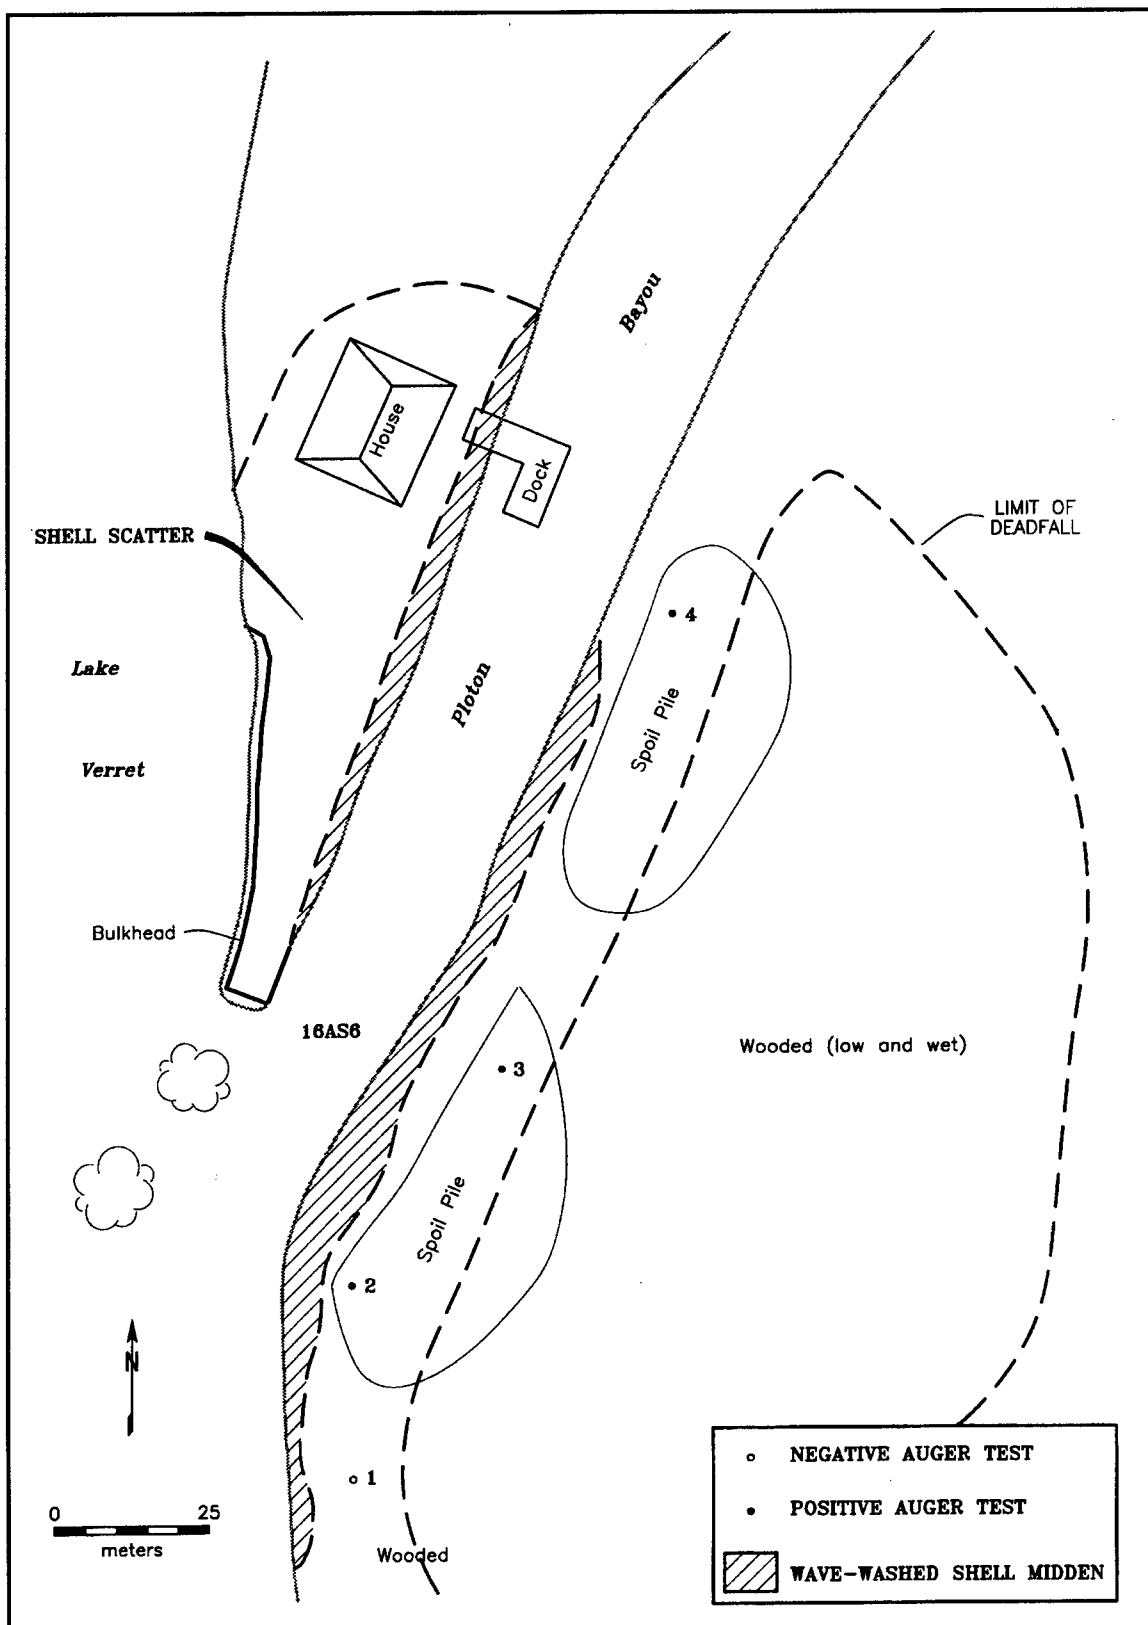 Bayou
House
Dock
LIMIT OF
DEADFALL
SHELL SCATTER
4
Lake
Ploton
Spoil Pile
Verret
Bulkhead
16AS6
Wooded (low and wet)
3
Spoil Pile
2
N
1
0 25
meters
Wooded
NEGATIVE AUGER TEST
POSITIVE AUGER TEST
WAVE-WASHED SHELL MIDDEN